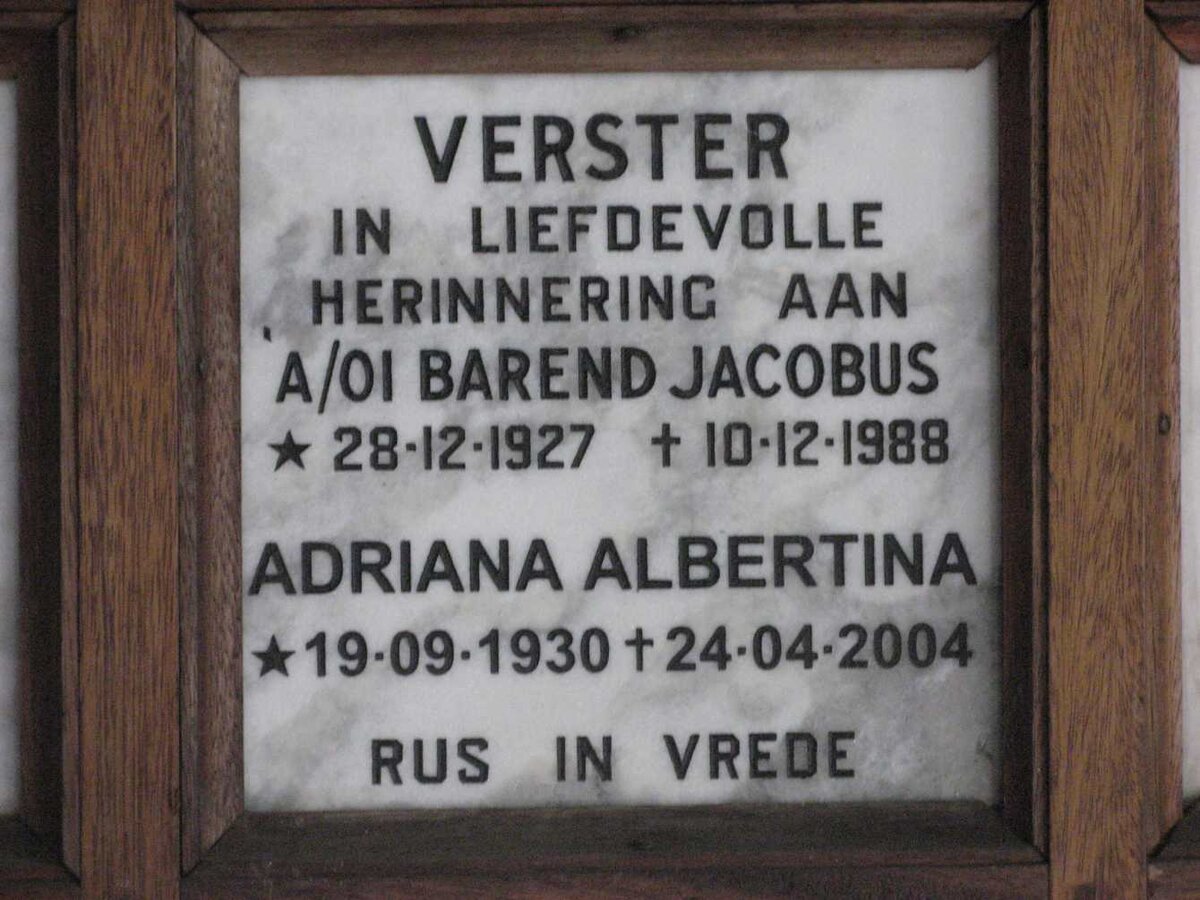 VERSTER
IN LIEFDEVOLLE
HERINNERING AAN
A/OI BAREND JACOBUS
★ 28-12-1927 † 10-12-1988
ADRIANA ALBERTINA
★ 19·09·1930 † 24·04·2004
RUS IN VREDE